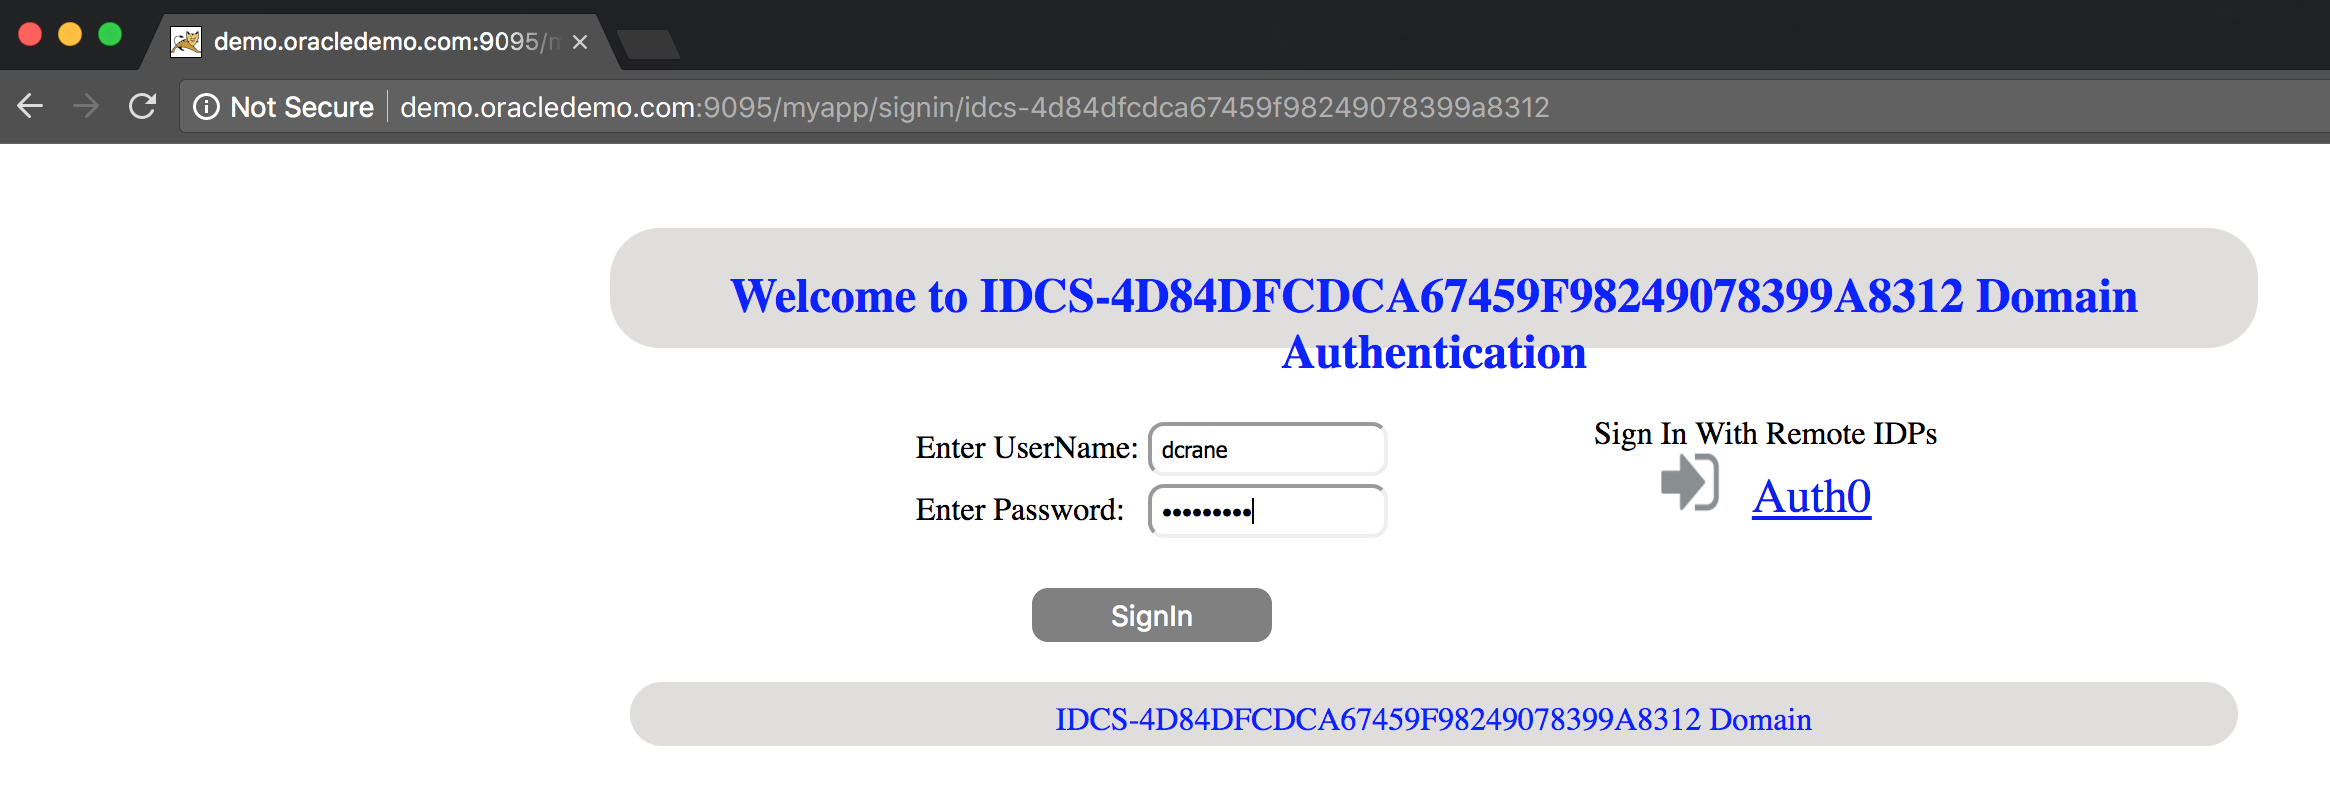 demo.oracledemo.com:9095/m
Not Secure demo.oracledemo.com:9095/myapp/signin/idcs-4d84dfcdca67459f98249078399a8312
Welcome to IDCS-4D84DFCDCA67459F98249078399A8312 Domain
Authentication
Enter UserName: dcrane
Enter Password: •••••••••
Sign In With Remote IDPs
Auth0
SignIn
IDCS-4D84DFCDCA67459F98249078399A8312 Domain